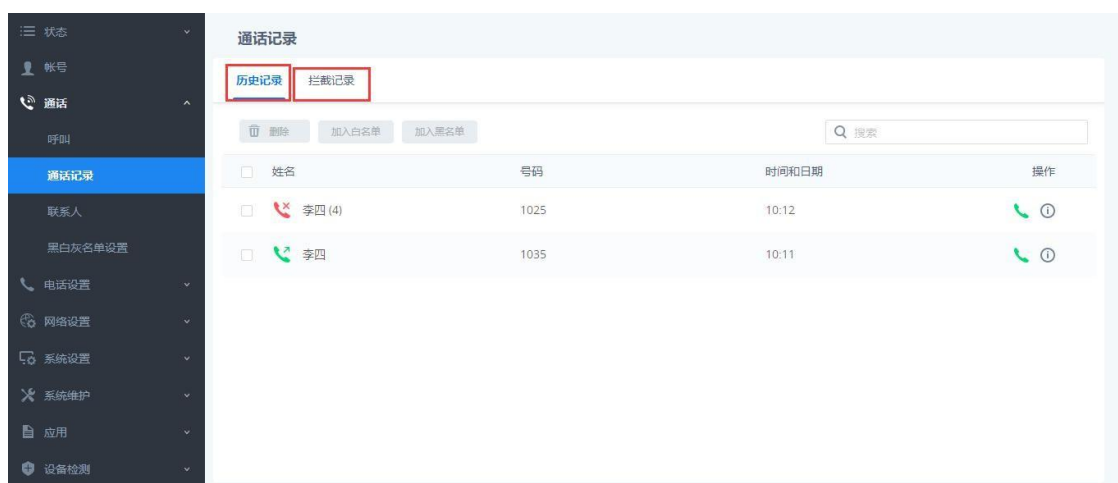 状态
帐号
通话
呼叫
通话记录
联系人
黑白灰名单设置
电话设置
网络设置
系统设置
系统维护
应用
设备检测
通话记录
历史记录 拦截记录
删除 加入白名单 加入黑名单 搜索
姓名 号码 时间和日期 操作
李四 (4) 1025 10:12
李四 1035 10:11